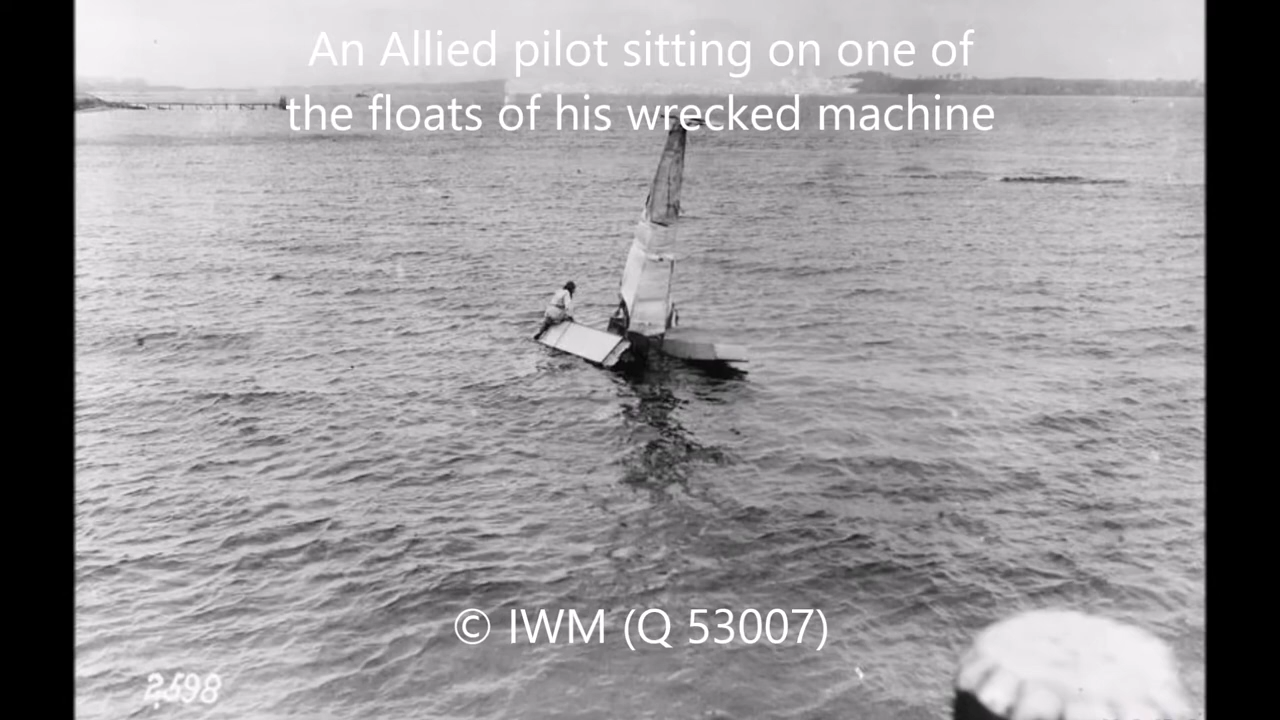 An Allied pilot sitting on one of
the floats of his wrecked machine
© IWM (Q 53007)
2598